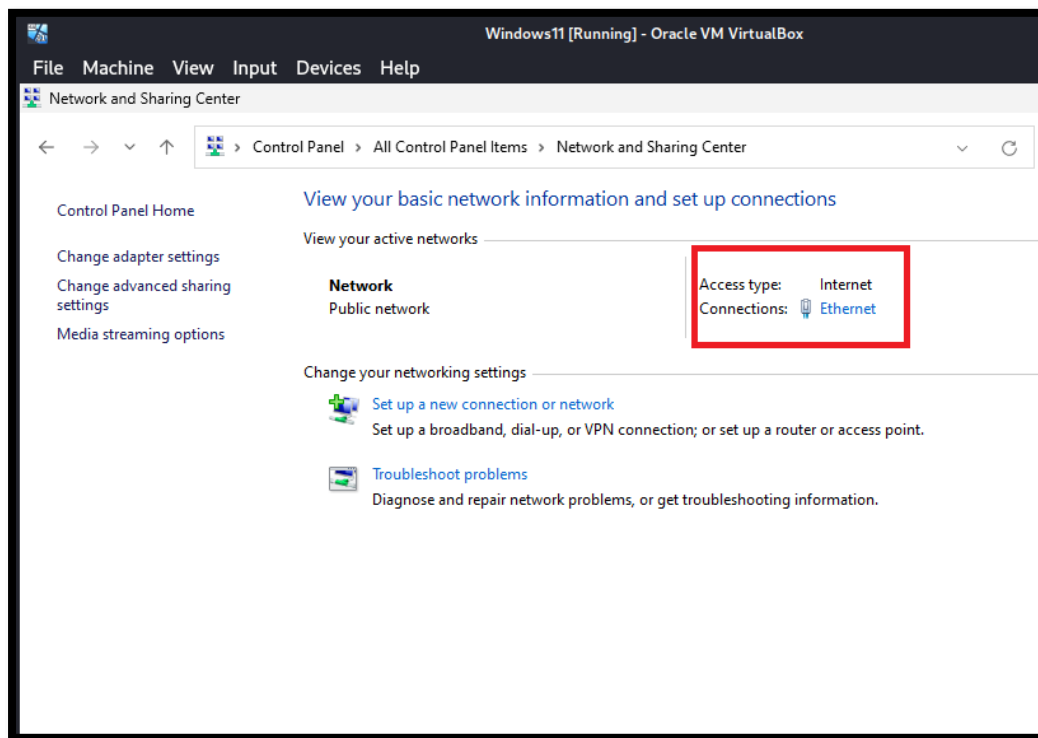 Windows11 [Running] - Oracle VM VirtualBox
File Machine View Input Devices Help
Network and Sharing Center
Control Panel > All Control Panel Items > Network and Sharing Center
Control Panel Home
Change adapter settings
Change advanced sharing
settings
Media streaming options
View your basic network information and set up connections
View your active networks
Network
Public network
Access type: Internet
Connections: Ethernet
Change your networking settings
Set up a new connection or network
Set up a broadband, dial-up, or VPN connection; or set up a router or access point.
Troubleshoot problems
Diagnose and repair network problems, or get troubleshooting information.